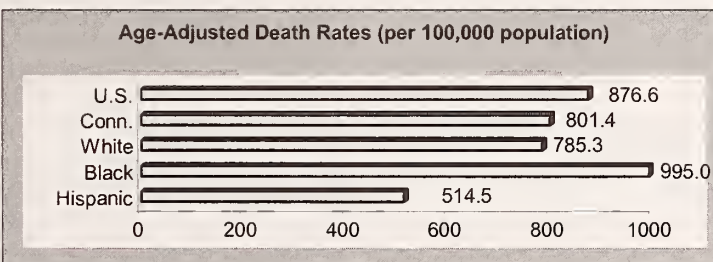 Age-Adjusted Death Rates (per 100,000 population)
U.S. 876.6
Conn. 801.4
White 785.3
Black 995.0
Hispanic 514.5
0 200 400 600 800 1000